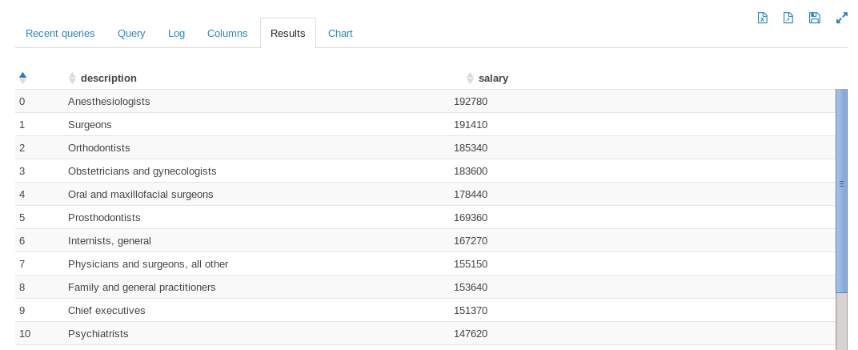 Recent queries Query Log Columns Results Chart
description salary
0 Anesthesiologists 192780
1 Surgeons 191410
2 Orthodontists 185340
3 Obstetricians and gynecologists 183600
4 Oral and maxillofacial surgeons 178440
5 Prosthodontists 169360
6 Internists, general 167270
7 Physicians and surgeons, all other 155150
8 Family and general practitioners 153640
9 Chief executives 151370
10 Psychiatrists 147620